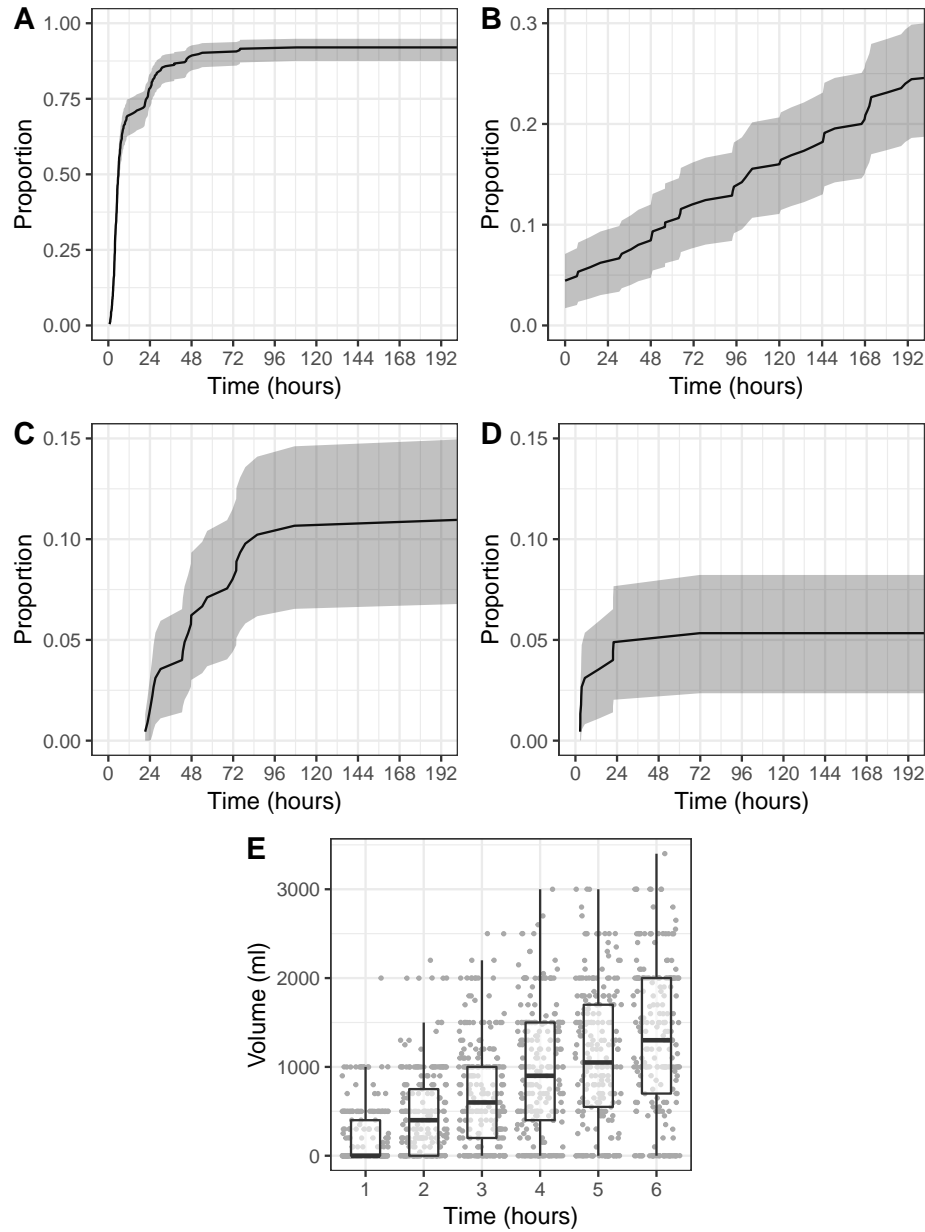 A
B
1.00
0.75
0.50
0.25
0.00
Proportion
0 24 48 72 96 120 144 168 192
Time (hours)
0.3
0.2
0.1
0.0
Proportion
0 24 48 72 96 120 144 168 192
Time (hours)
C
D
0.15
0.10
0.05
0.00
Proportion
0 24 48 72 96 120 144 168 192
Time (hours)
0.15
0.10
0.05
0.00
Proportion
0 24 48 72 96 120 144 168 192
Time (hours)
E
3000
2000
1000
0
Volume (ml)
1 2 3 4 5 6
Time (hours)